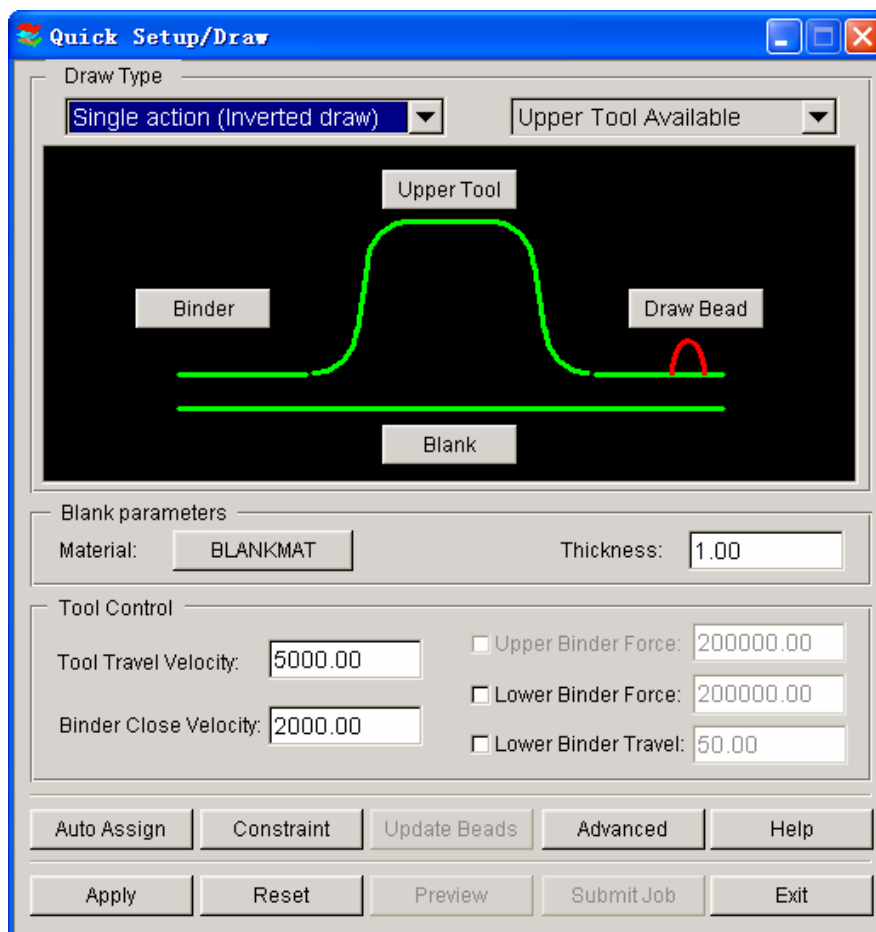 Quick Setup/Draw
Draw Type
Single action (Inverted draw) Upper Tool Available
Upper Tool
Binder Draw Bead
Blank
Blank parameters
Material: BLANKMAT Thickness: 1.00
Tool Control
Tool Travel Velocity: 5000.00 Upper Binder Force: 200000.00
Lower Binder Force: 200000.00
Binder Close Velocity: 2000.00 Lower Binder Travel: 50.00
Auto Assign Constraint Update Beads Advanced Help
Apply Reset Preview Submit Job Exit